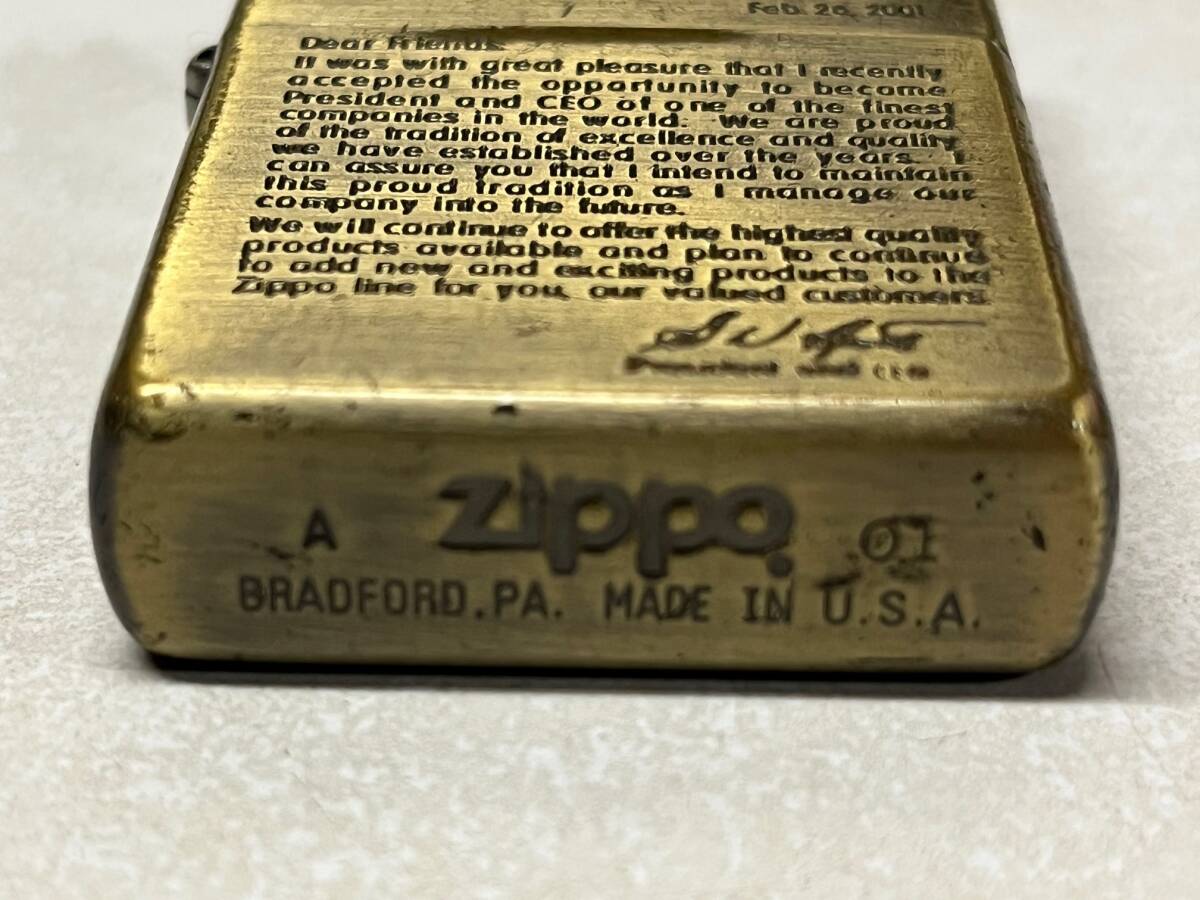 Feb. 20, 2001
Dear Friends,
It was with great pleasure that I recently
accepted the opportunity to became
President and CEO of one of the finest
companies in the world. We are proud
of the tradition of excellence and quality
we have established over the years. I
can assure you that I intend to maintain
this proud tradition as I manage our
company into the future.
We will continue to offer the highest quality
products available and plan to continue
to add new and exciting products to the
Zippo line for you, our valued customers
President and CEO
A zippo 01
BRADFORD.PA. MADE IN U.S.A.